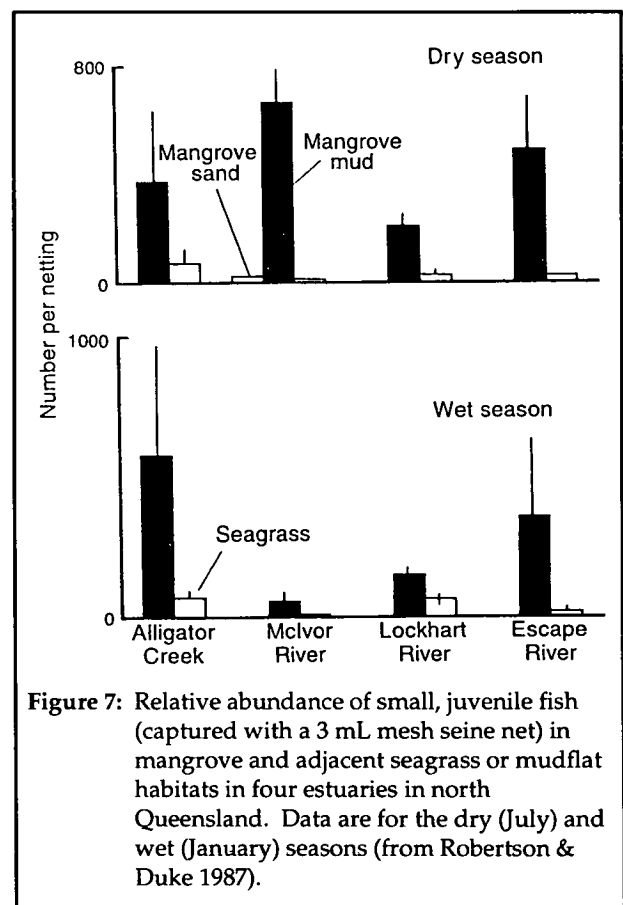 800
Dry season
Mangrove
sand
Mangrove
mud
0
Number per netting
1000
Wet season
Seagrass
0
Alligator
Creek
McIvor
River
Lockhart
River
Escape
River
Figure 7: Relative abundance of small, juvenile fish
(captured with a 3 mL mesh seine net) in
mangrove and adjacent seagrass or mudflat
habitats in four estuaries in north
Queensland. Data are for the dry (July) and
wet (January) seasons (from Robertson &
Duke 1987).